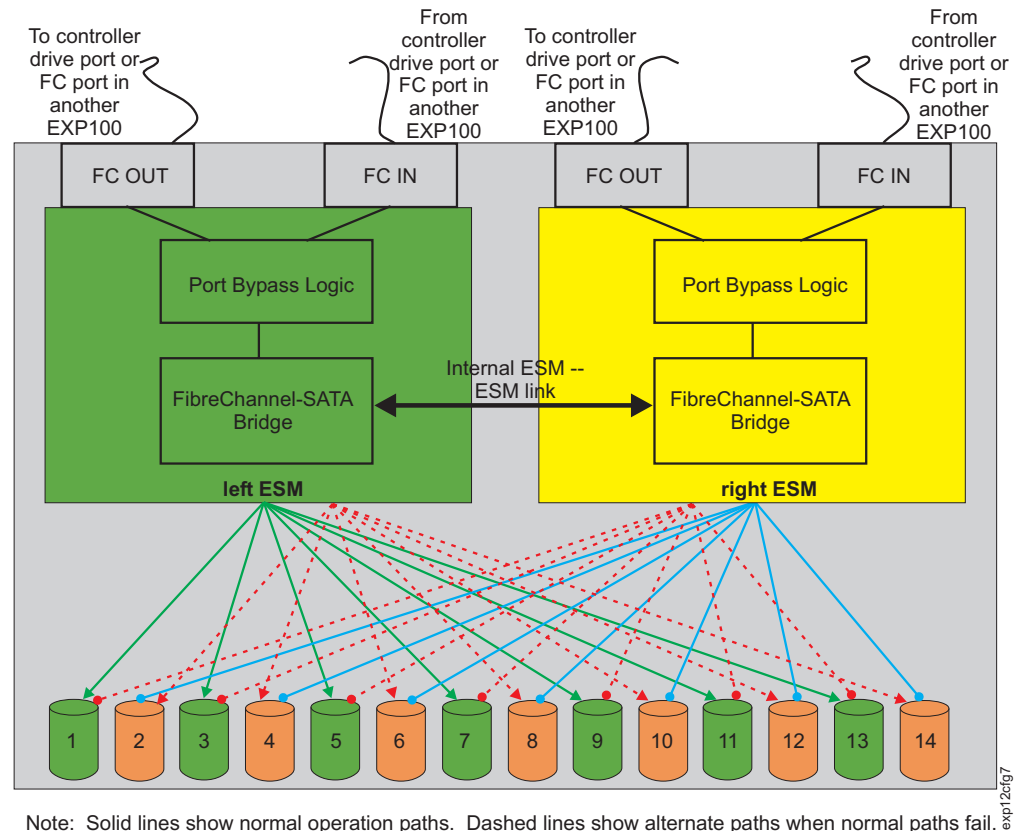 To controller
drive port or
FC port in
another
EXP100
From
controller
drive port or
FC port in
another
EXP100
To controller
drive port or
FC port in
another
EXP100
From
controller
drive port or
FC port in
another
EXP100
FC OUT
FC IN
FC OUT
FC IN
Port Bypass Logic
Port Bypass Logic
Internal ESM --
ESM link
FibreChannel-SATA
Bridge
FibreChannel-SATA
Bridge
left ESM
right ESM
1
2
3
4
5
6
7
8
9
10
11
12
13
14
exp12cfg7
Note: Solid lines show normal operation paths. Dashed lines show alternate paths when normal paths fail.